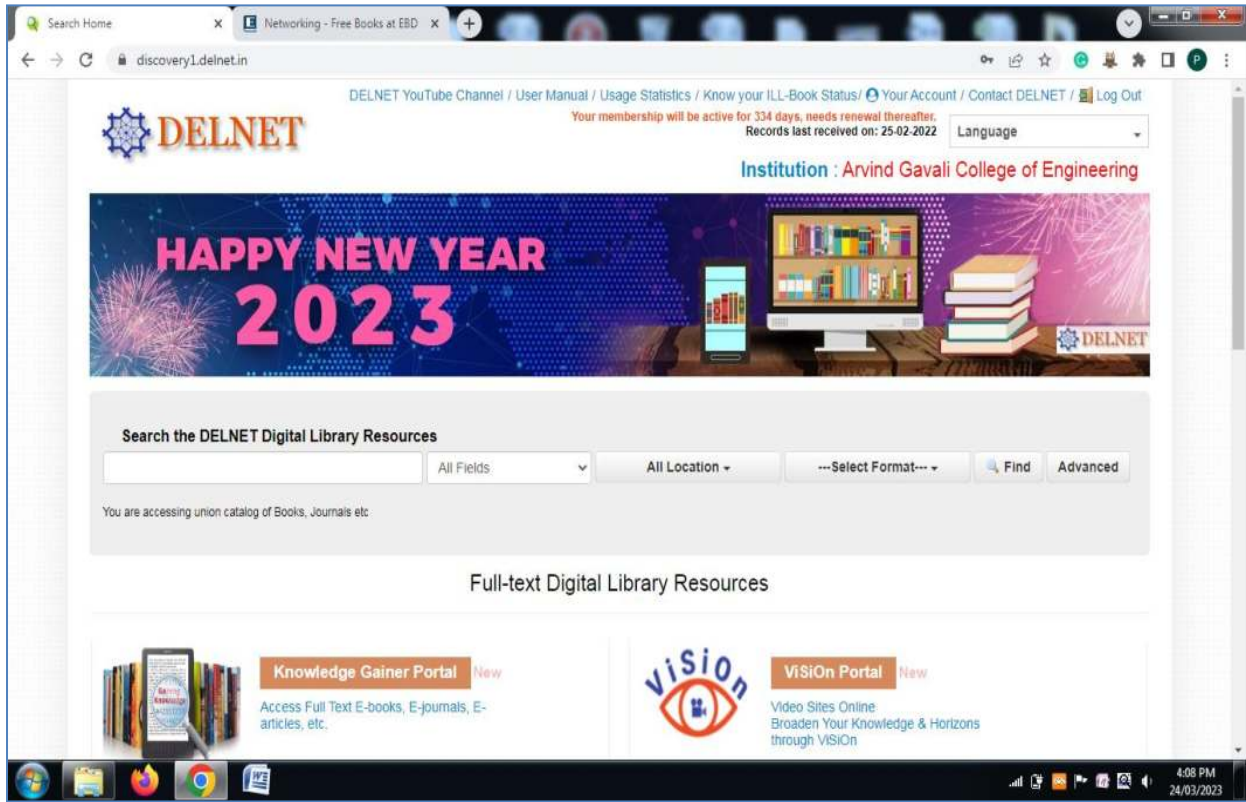 Search Home
Networking - Free Books at EBD
discovery1.delnet.in
P
DELNET YouTube Channel / User Manual / Usage Statistics / Know your ILL-Book Status/ Your Account / Contact DELNET / Log Out
Your membership will be active for 334 days, needs renewal thereafter.
Records last received on: 25-02-2022
Language
DELNET
Institution : Arvind Gavali College of Engineering
HAPPY NEW YEAR
2023
DELNET
Search the DELNET Digital Library Resources
All Fields
All Location
---Select Format---
Find
Advanced
You are accessing union catalog of Books, Journals etc
Full-text Digital Library Resources
Knowledge Gainer Portal New
Access Full Text E-books, E-journals, E-
articles, etc.
ViSiOn
ViSiOn Portal New
Video Sites Online
Broaden Your Knowledge & Horizons
through ViSiOn
4:08 PM
24/03/2023